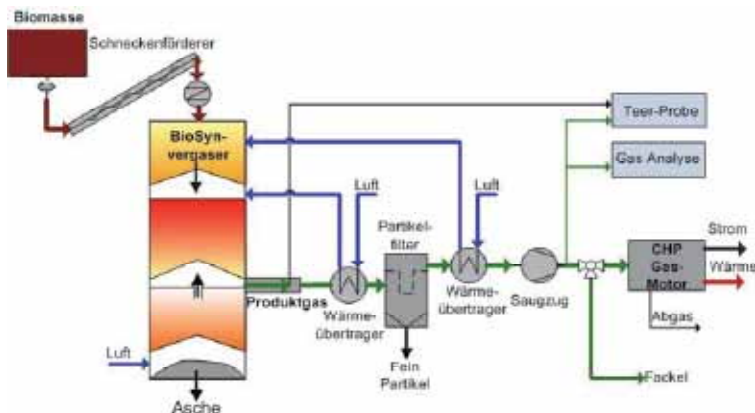 Biomasse
Schneckenförderer
BioSyn-
vergaser
Luft
Luft
Partikel-
filter
Teer-Probe
Gas Analyse
Strom
CHP
Gas-
Motor
Wärme
Produktgas
Wärme-
übertrager
Wärme-
übertrager
Saugzug
Abgas
Luft
Fein
Partikel
Fackel
Asche